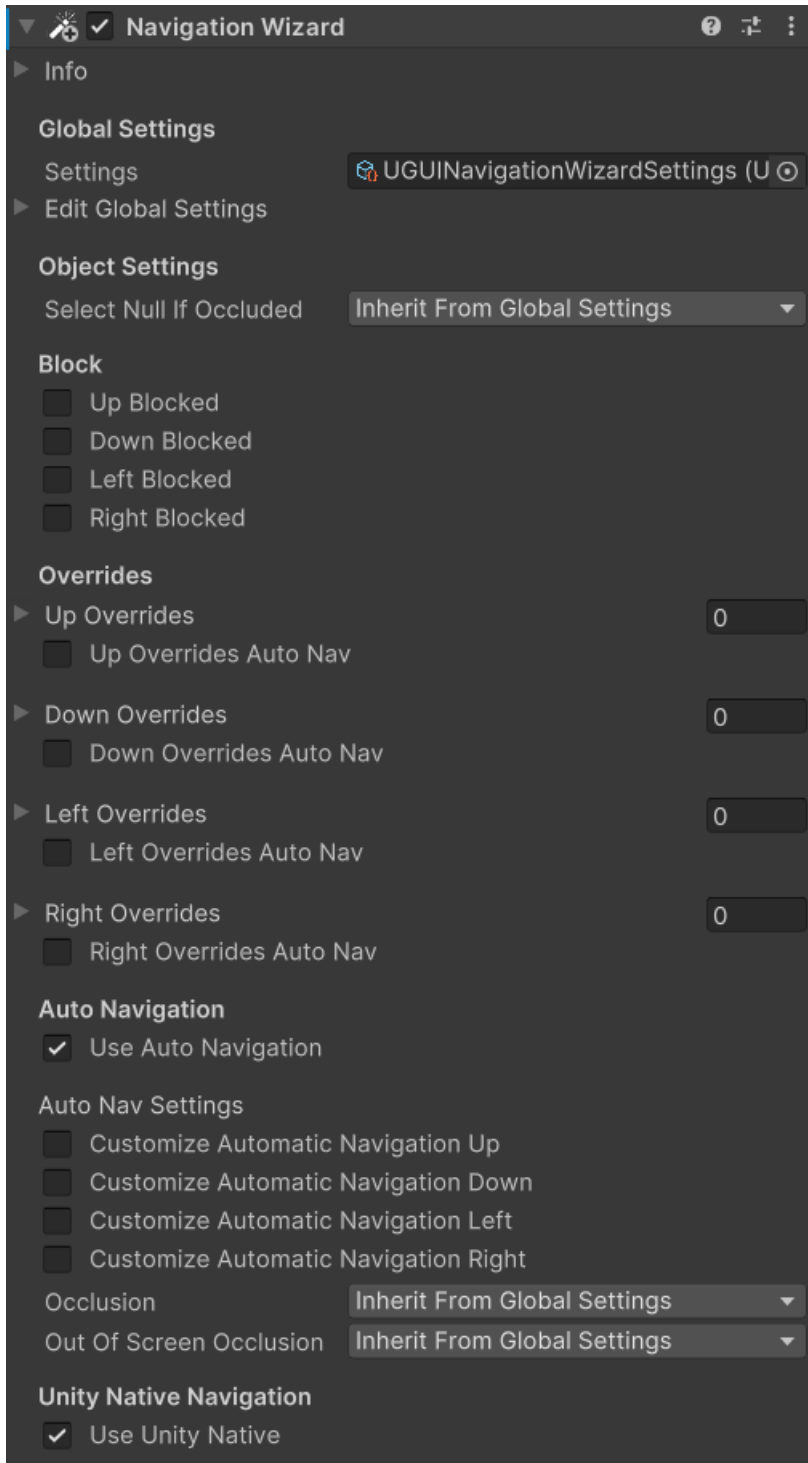 Navigation Wizard
Info
Global Settings
Settings UGUINavigationWizardSettings (U
Edit Global Settings
Object Settings
Select Null If Occluded Inherit From Global Settings
Block
Up Blocked
Down Blocked
Left Blocked
Right Blocked
Overrides
Up Overrides 0
Up Overrides Auto Nav
Down Overrides 0
Down Overrides Auto Nav
Left Overrides 0
Left Overrides Auto Nav
Right Overrides 0
Right Overrides Auto Nav
Auto Navigation
Use Auto Navigation
Auto Nav Settings
Customize Automatic Navigation Up
Customize Automatic Navigation Down
Customize Automatic Navigation Left
Customize Automatic Navigation Right
Occlusion Inherit From Global Settings
Out Of Screen Occlusion Inherit From Global Settings
Unity Native Navigation
Use Unity Native